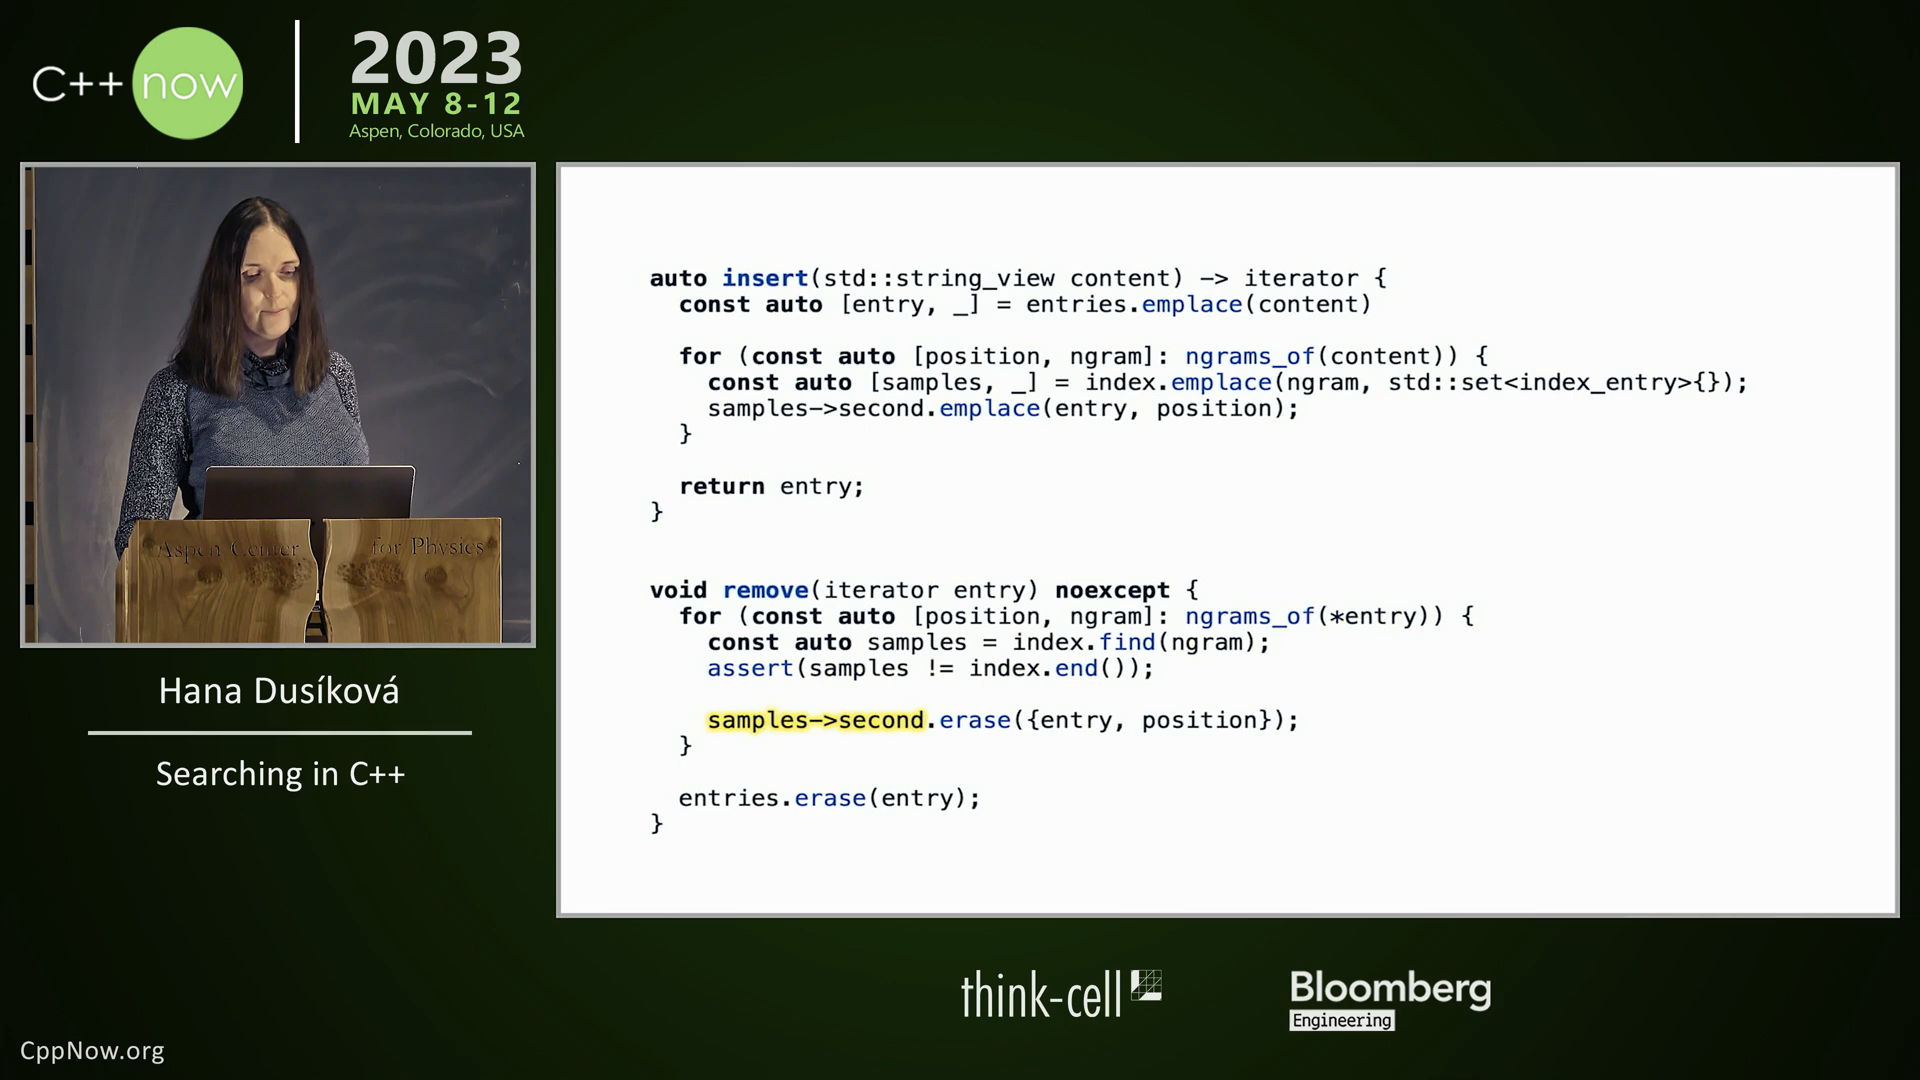 C++ now
2023
MAY 8-12
Aspen, Colorado, USA
Aspen Center for Physics
Hana Dusíková
Searching in C++
auto insert(std::string_view content) -> iterator {
  const auto [entry, _] = entries.emplace(content)
  for (const auto [position, ngram]: ngrams_of(content)) {
    const auto [samples, _] = index.emplace(ngram, std::set<index_entry>{});
    samples->second.emplace(entry, position);
  }
  return entry;
}
void remove(iterator entry) noexcept {
  for (const auto [position, ngram]: ngrams_of(*entry)) {
    const auto samples = index.find(ngram);
    assert(samples != index.end());
    samples->second.erase({entry, position});
  }
  entries.erase(entry);
}
think-cell
Bloomberg
Engineering
CppNow.org